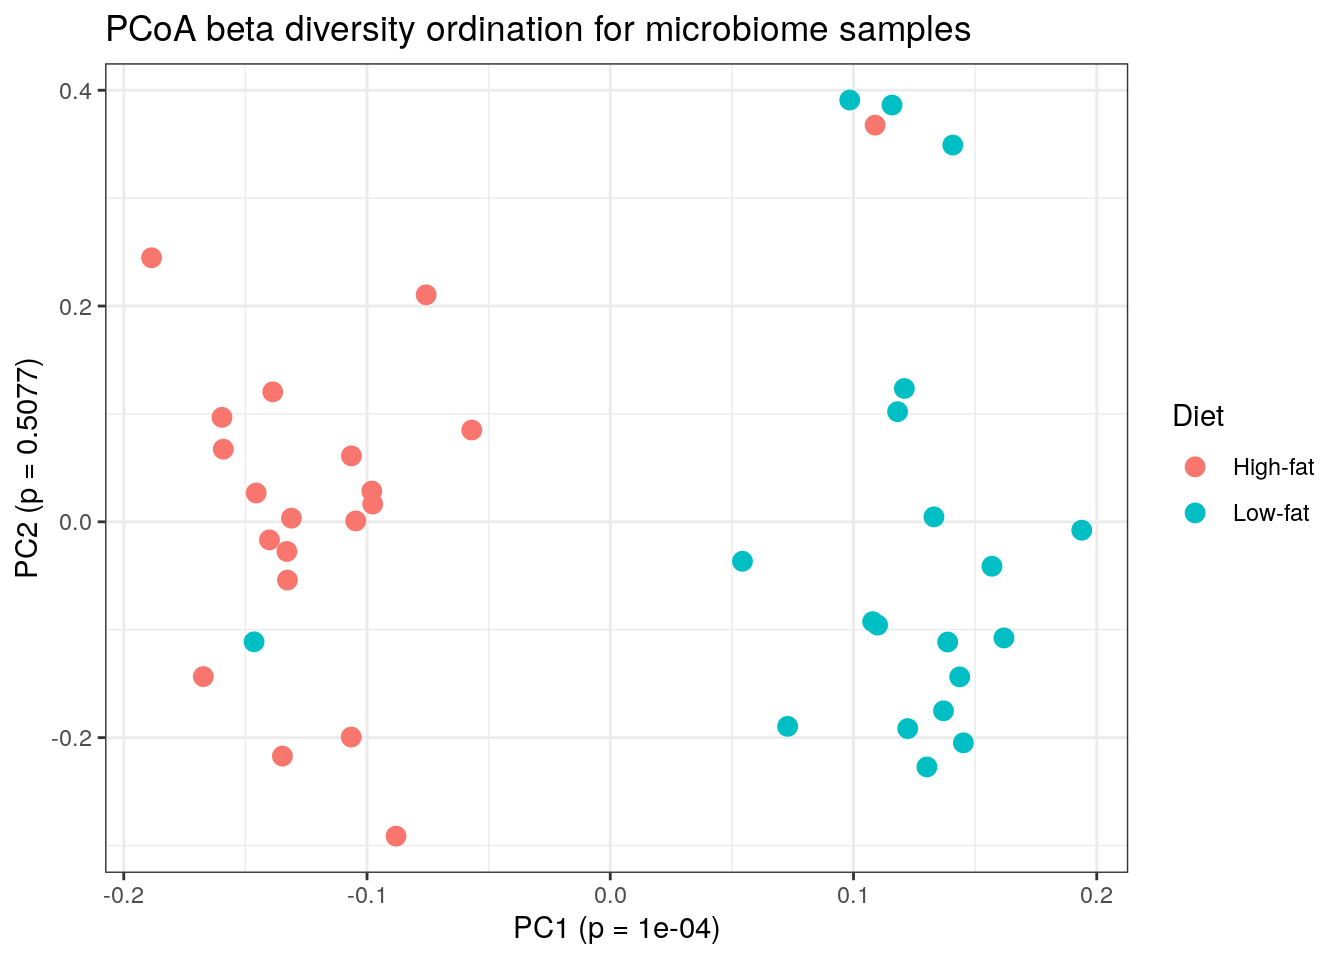 PCoA beta diversity ordination for microbiome samples
0.4
0.2
0.0
-0.2
PC2 (p = 0.5077)
-0.2
-0.1
0.0
0.1
0.2
PC1 (p = 1e-04)
Diet
High-fat
Low-fat